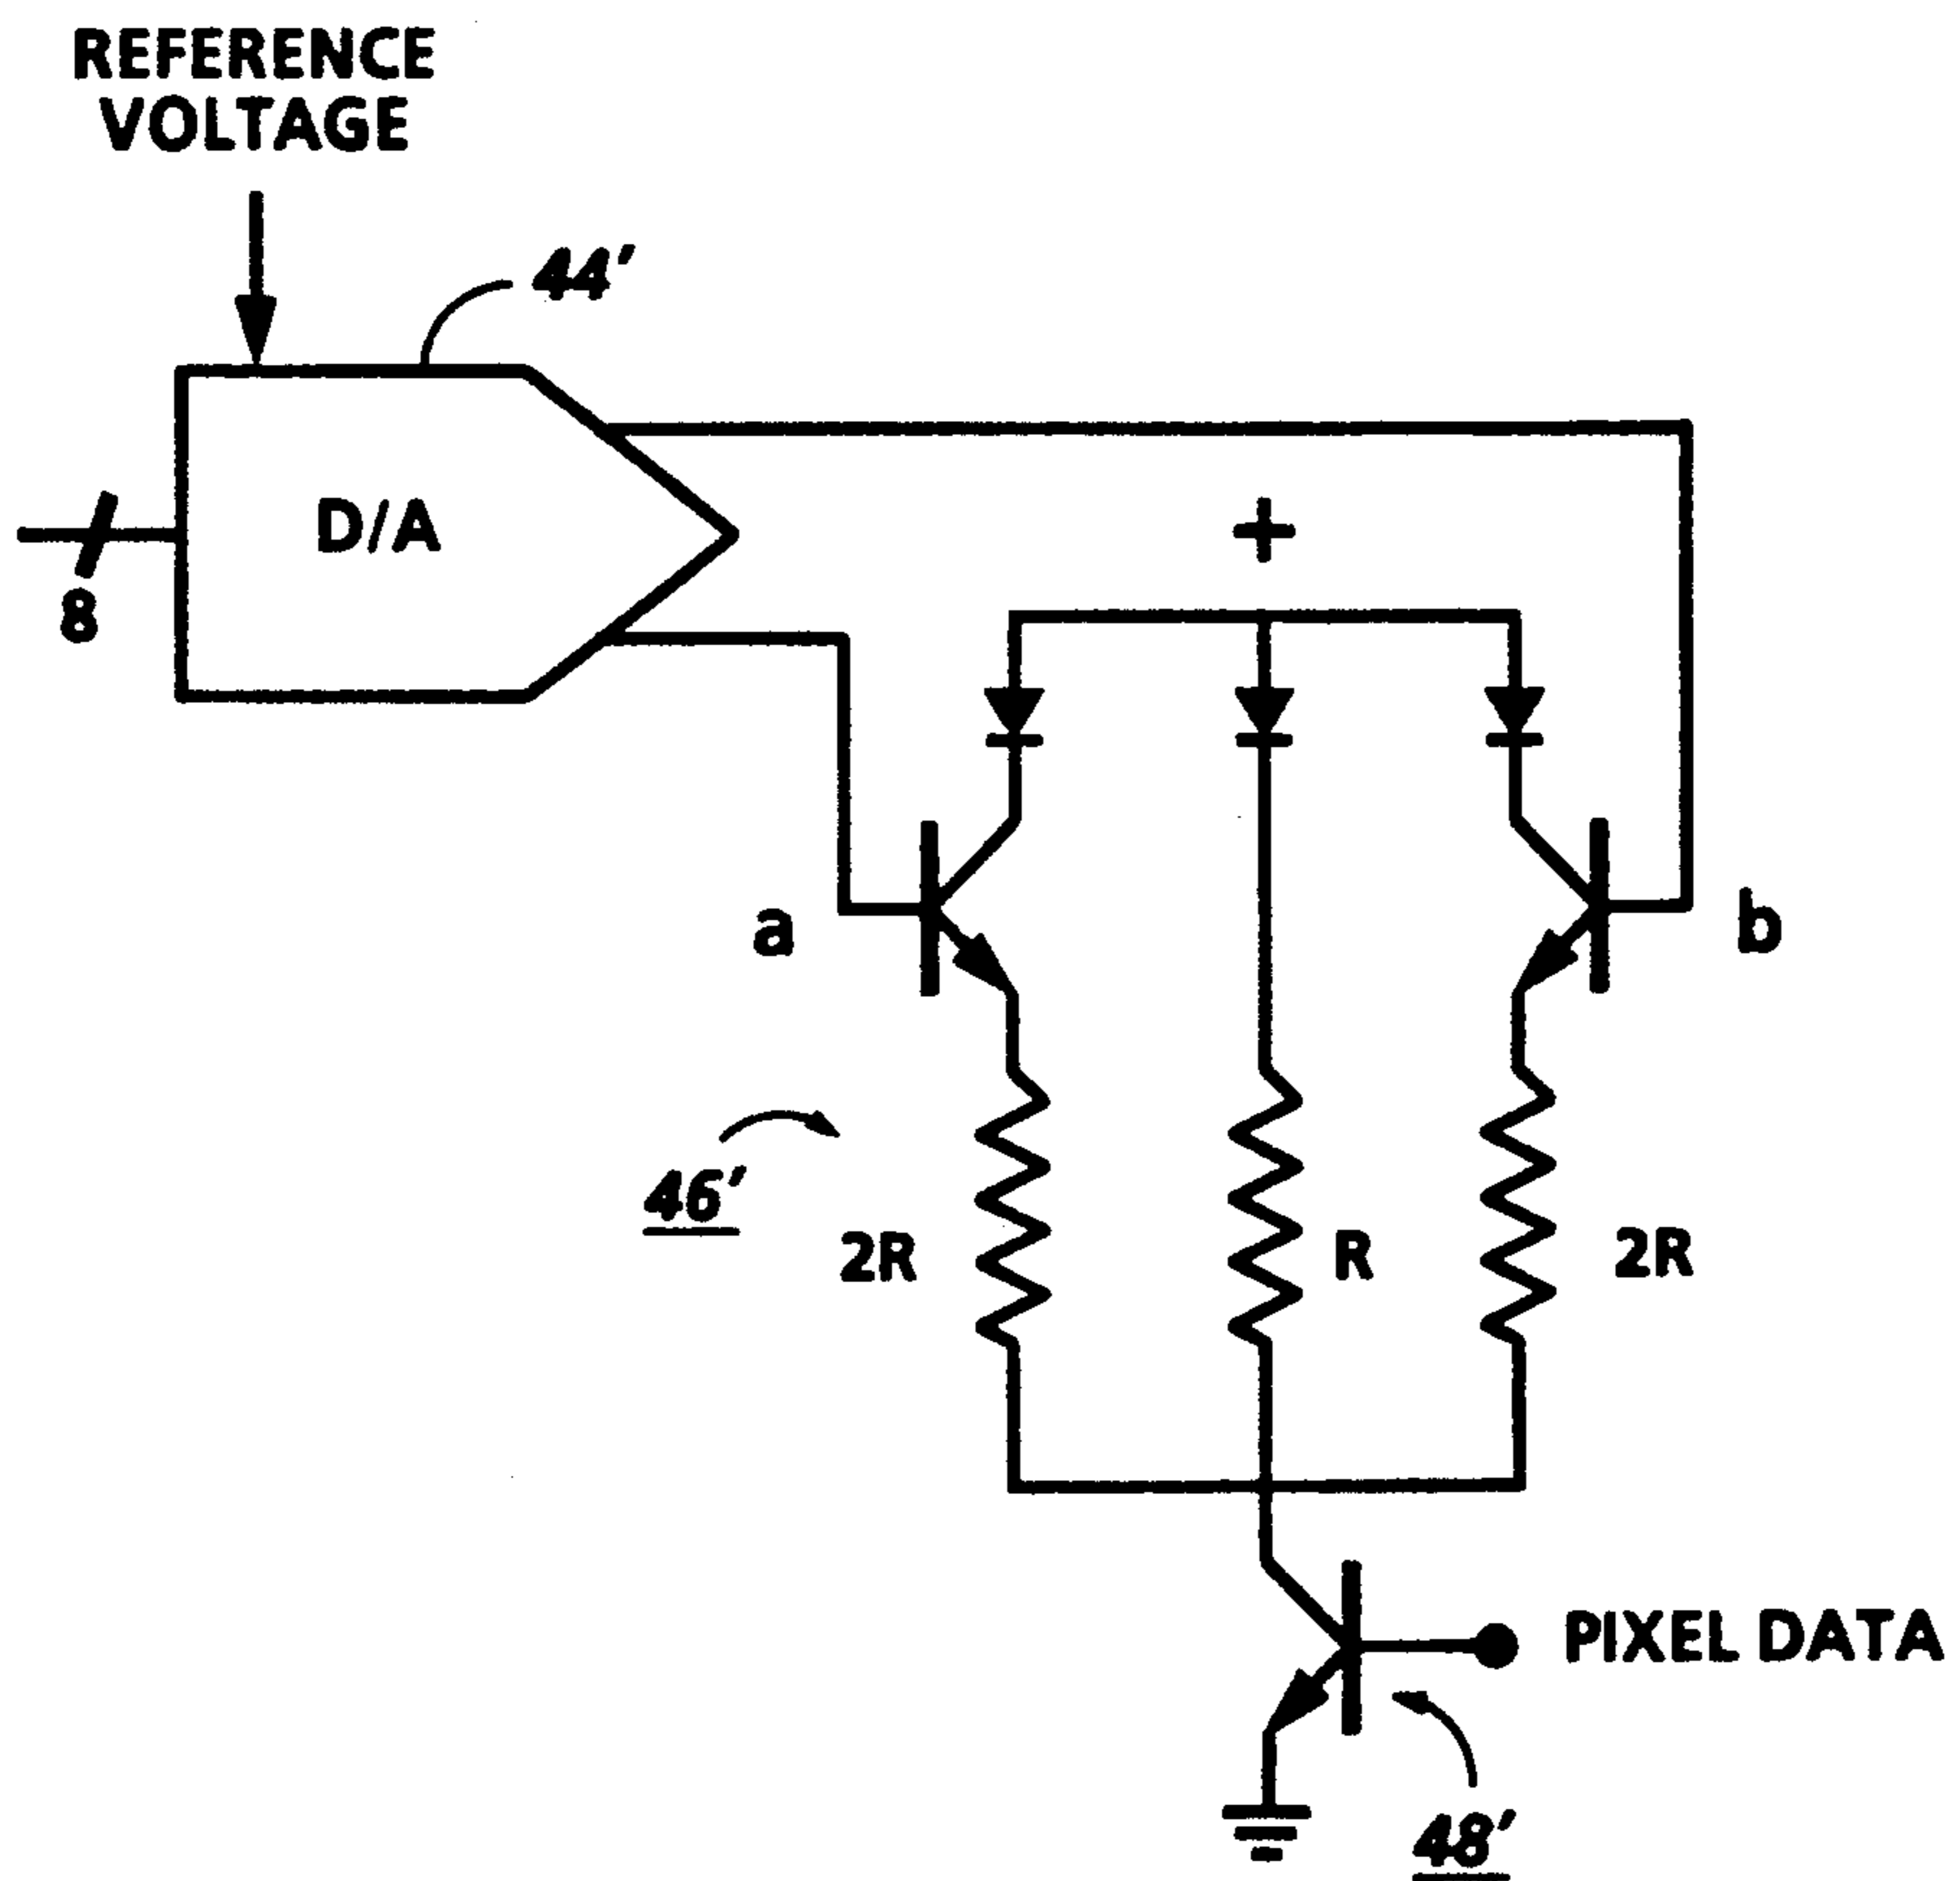 REFERENCE
VOLTAGE
44'
D/A
8
+
a
b
46'
2R
R
2R
PIXEL DATA
48'